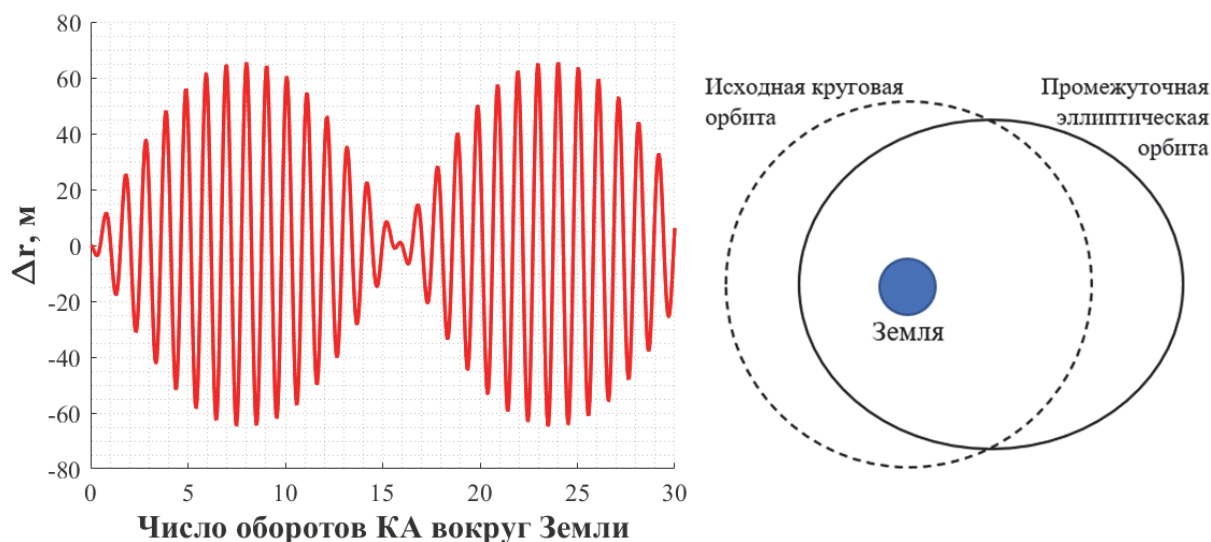 80
60
40
20
0
-20
-40
-60
-80
Δr, м
0 5 10 15 20 25 30
Число оборотов КА вокруг Земли
Исходная круговая
орбита
Промежуточная
эллиптическая
орбита
Земля